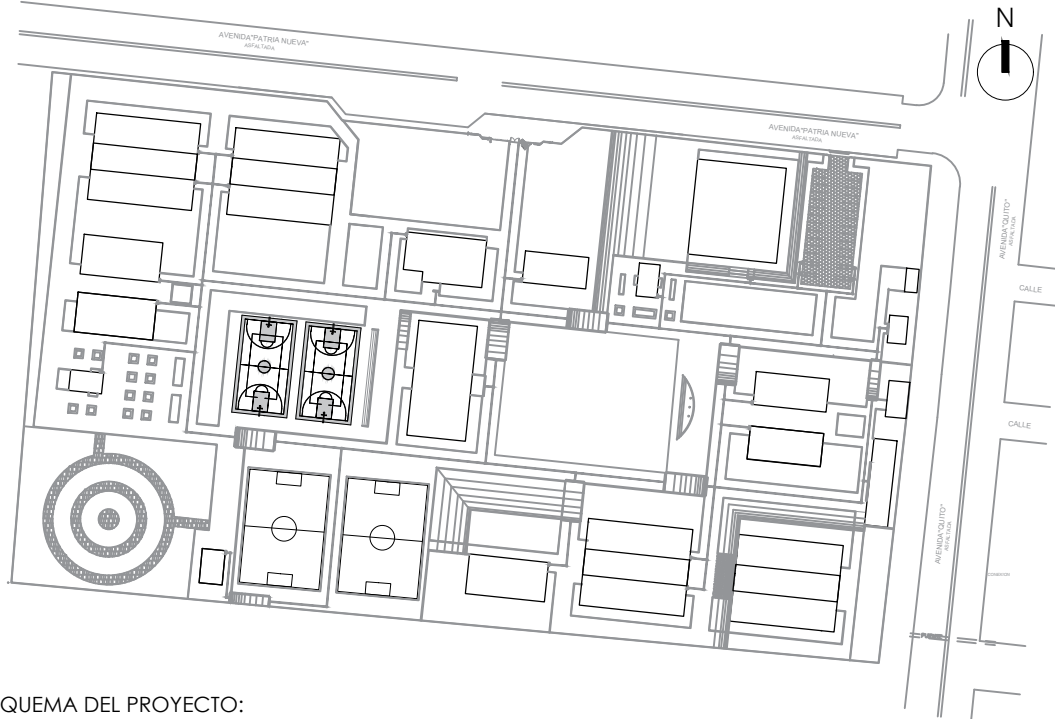 N
AVENIDA"PATRIA NUEVA"
ASFALTADA
AVENIDA"PATRIA NUEVA"
ASFALTADA
AVENIDA"QUITO"
ASFALTADA
CALLE
CALLE
AVENIDA"QUITO"
ASFALTADA
QUEMA DEL PROYECTO: